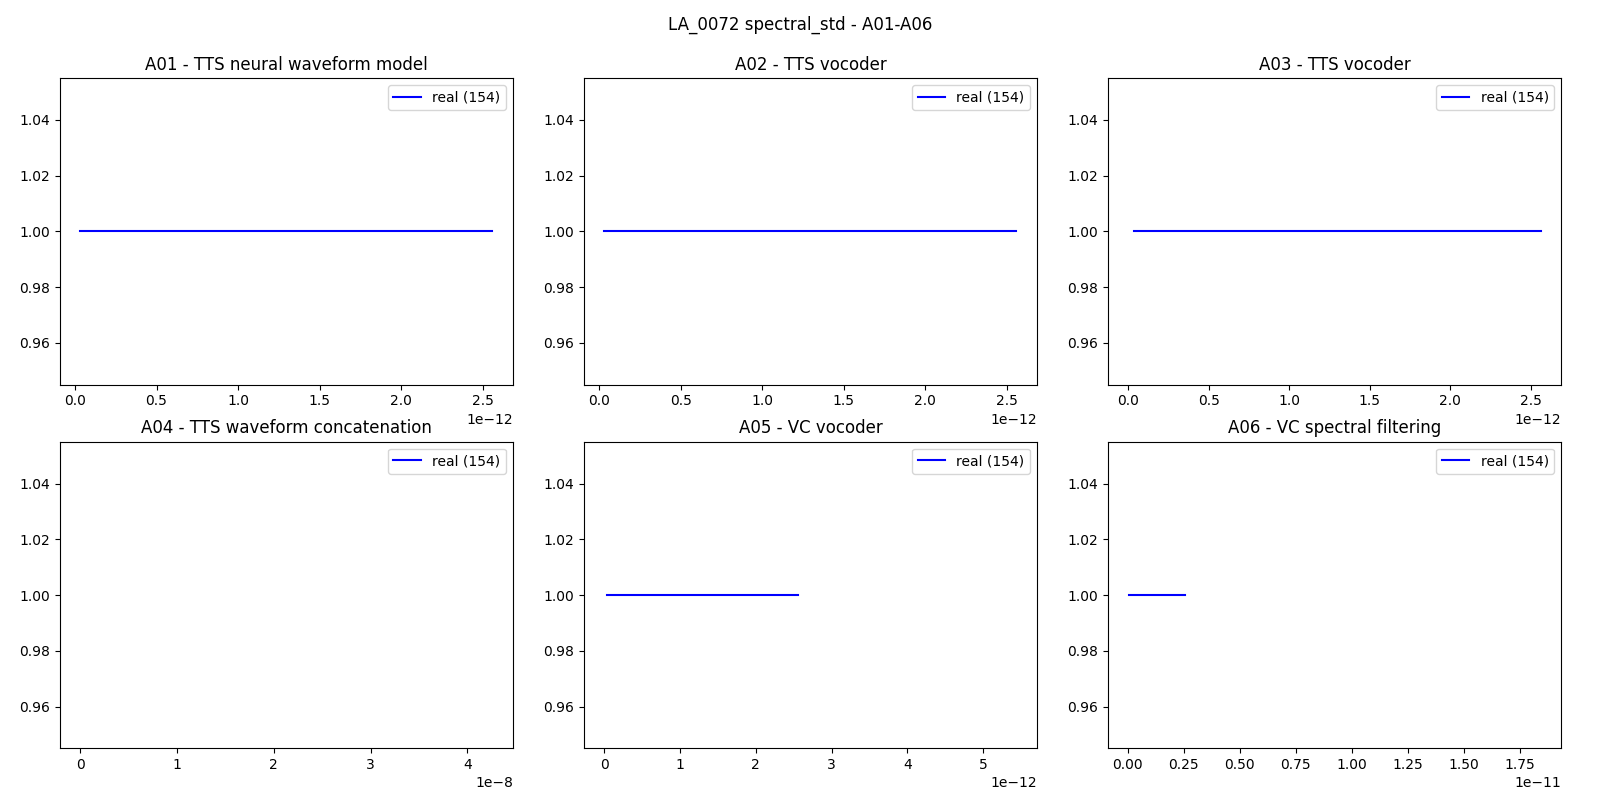 LA_0072 spectral_std - A01-A06
A01 - TTS neural waveform model
real (154)
1.04
1.02
1.00
0.98
0.96
0.0 0.5 1.0 1.5 2.0 2.5
1e−12
A02 - TTS vocoder
real (154)
1.04
1.02
1.00
0.98
0.96
0.0 0.5 1.0 1.5 2.0 2.5
1e−12
A03 - TTS vocoder
real (154)
1.04
1.02
1.00
0.98
0.96
0.0 0.5 1.0 1.5 2.0 2.5
1e−12
A04 - TTS waveform concatenation
real (154)
1.04
1.02
1.00
0.98
0.96
0 1 2 3 4
1e−8
A05 - VC vocoder
real (154)
1.04
1.02
1.00
0.98
0.96
0 1 2 3 4 5
1e−12
A06 - VC spectral filtering
real (154)
1.04
1.02
1.00
0.98
0.96
0.00 0.25 0.50 0.75 1.00 1.25 1.50 1.75
1e−11